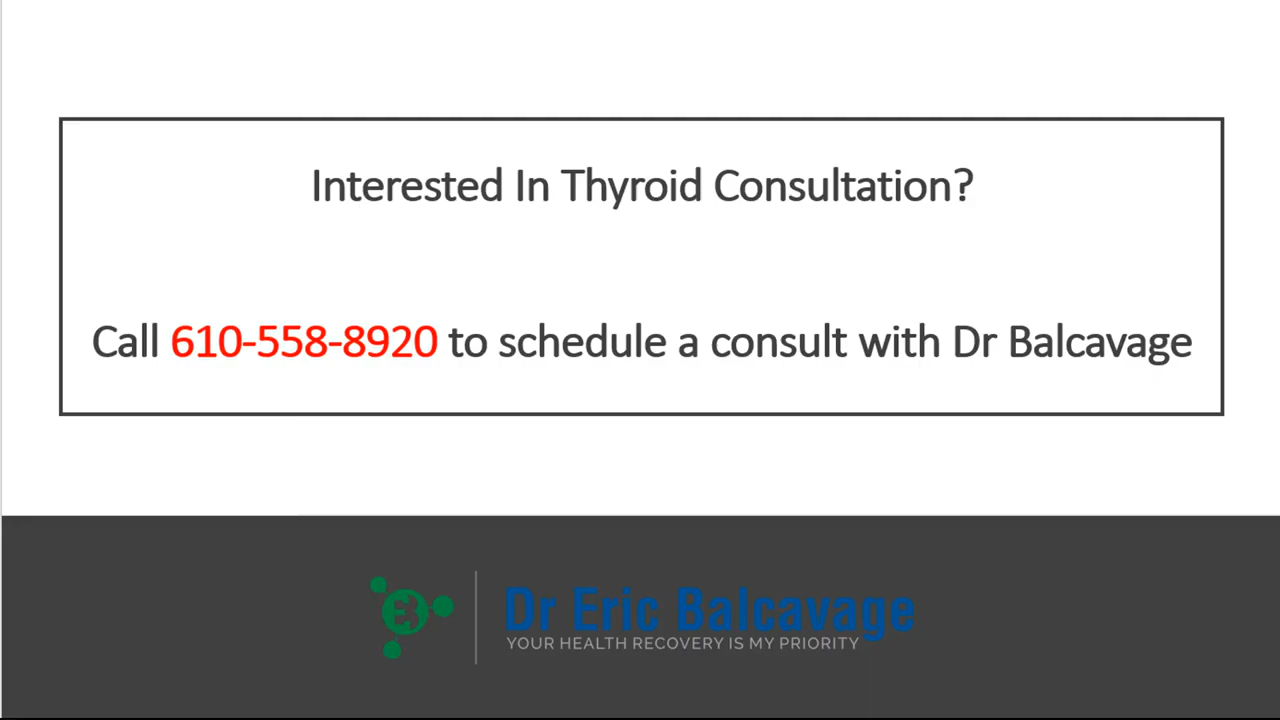 Interested In Thyroid Consultation?
Call 610-558-8920 to schedule a consult with Dr Balcavage
Dr Eric Balcavage
YOUR HEALTH RECOVERY IS MY PRIORITY